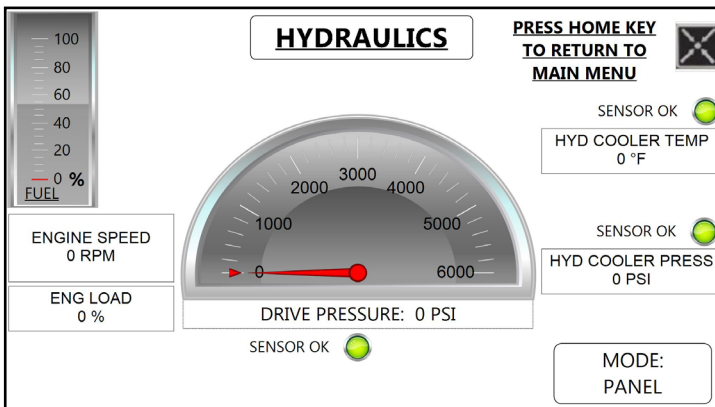 HYDRAULICS
PRESS HOME KEY
TO RETURN TO
MAIN MENU
100
80
60
40
20
0 %
FUEL
ENGINE SPEED
0 RPM
ENG LOAD
0 %
0
1000
2000
3000
4000
5000
6000
DRIVE PRESSURE: 0 PSI
SENSOR OK
SENSOR OK
HYD COOLER TEMP
0 °F
SENSOR OK
HYD COOLER PRESS
0 PSI
MODE:
PANEL